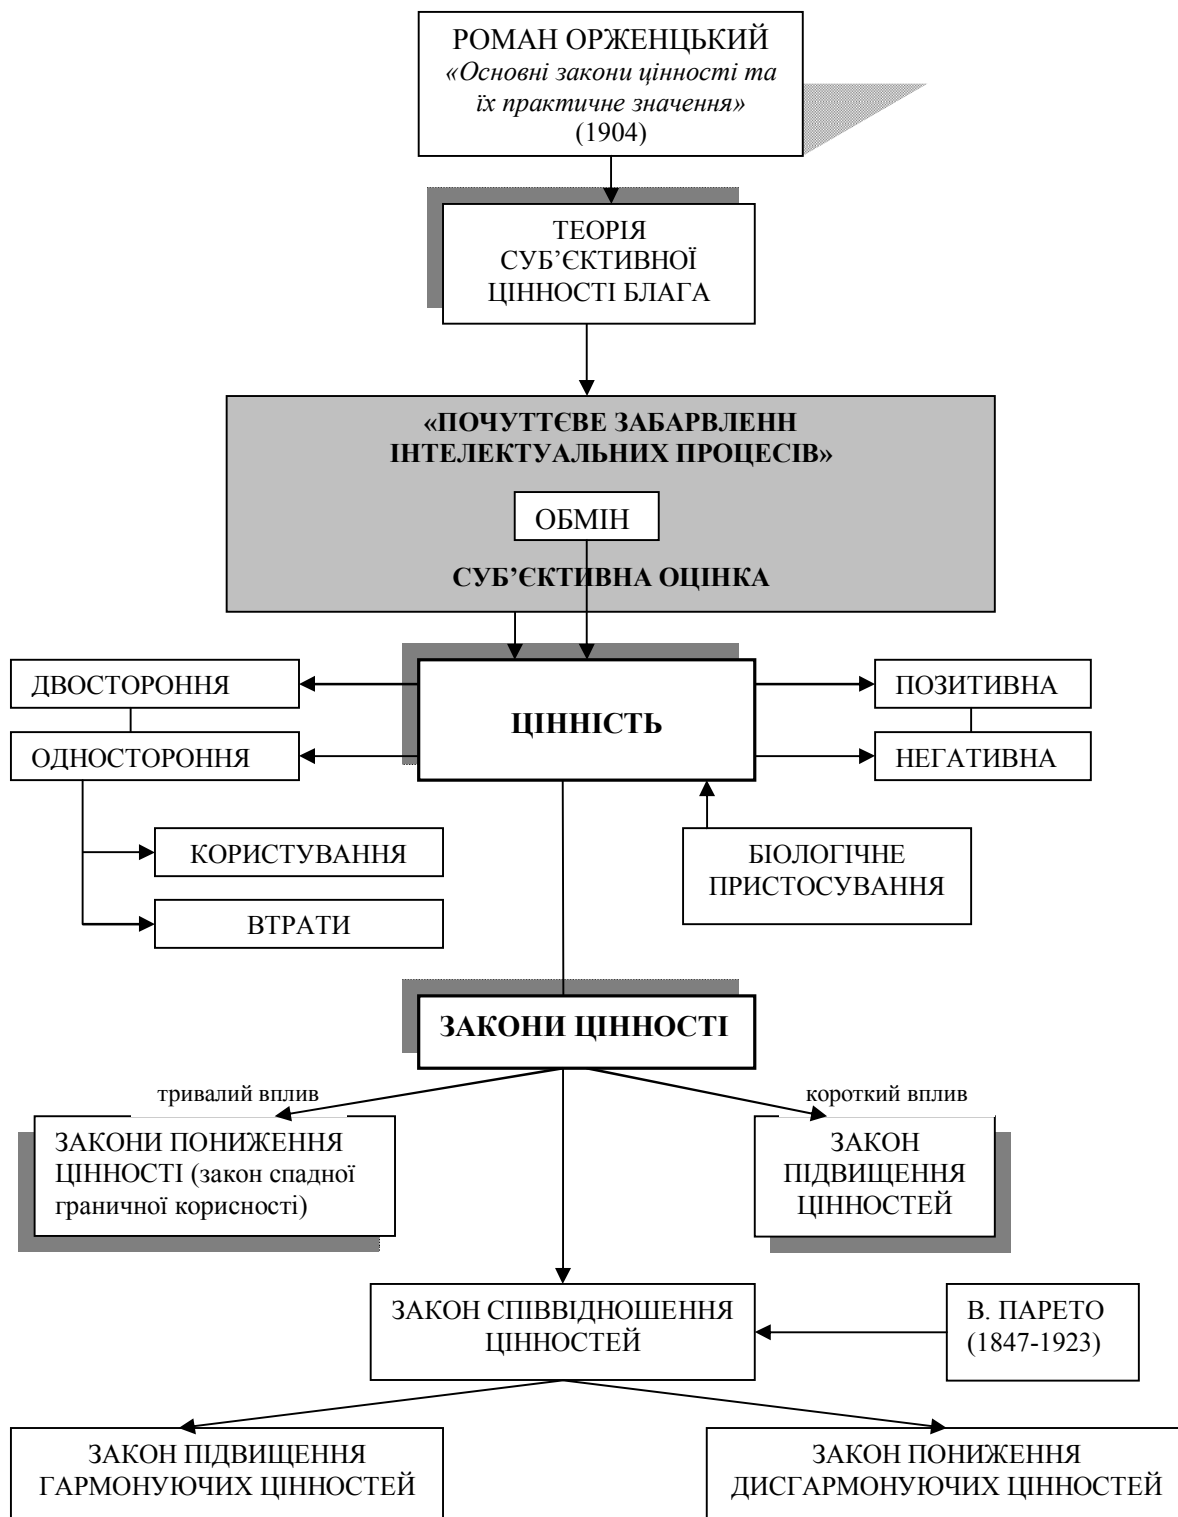 РОМАН ОРЖЕНЦЬКИЙ
«Основні закони цінності та
їх практичне значення»
(1904)
ТЕОРІЯ
СУБ’ЄКТИВНОЇ
ЦІННОСТІ БЛАГА
«ПОЧУТТЄВЕ ЗАБАРВЛЕНН
ІНТЕЛЕКТУАЛЬНИХ ПРОЦЕСІВ»
ОБМІН
СУБ’ЄКТИВНА ОЦІНКА
ДВОСТОРОННЯ
ОДНОСТОРОННЯ
ЦІННІСТЬ
ПОЗИТИВНА
НЕГАТИВНА
КОРИСТУВАННЯ
ВТРАТИ
БІОЛОГІЧНЕ
ПРИСТОСУВАННЯ
ЗАКОНИ ЦІННОСТІ
тривалий вплив
короткий вплив
ЗАКОНИ ПОНИЖЕННЯ
ЦІННОСТІ (закон спадної
граничної корисності)
ЗАКОН
ПІДВИЩЕННЯ
ЦІННОСТЕЙ
ЗАКОН СПІВВІДНОШЕННЯ
ЦІННОСТЕЙ
В. ПАРЕТО
(1847-1923)
ЗАКОН ПІДВИЩЕННЯ
ГАРМОНУЮЧИХ ЦІННОСТЕЙ
ЗАКОН ПОНИЖЕННЯ
ДИСГАРМОНУЮЧИХ ЦІННОСТЕЙ